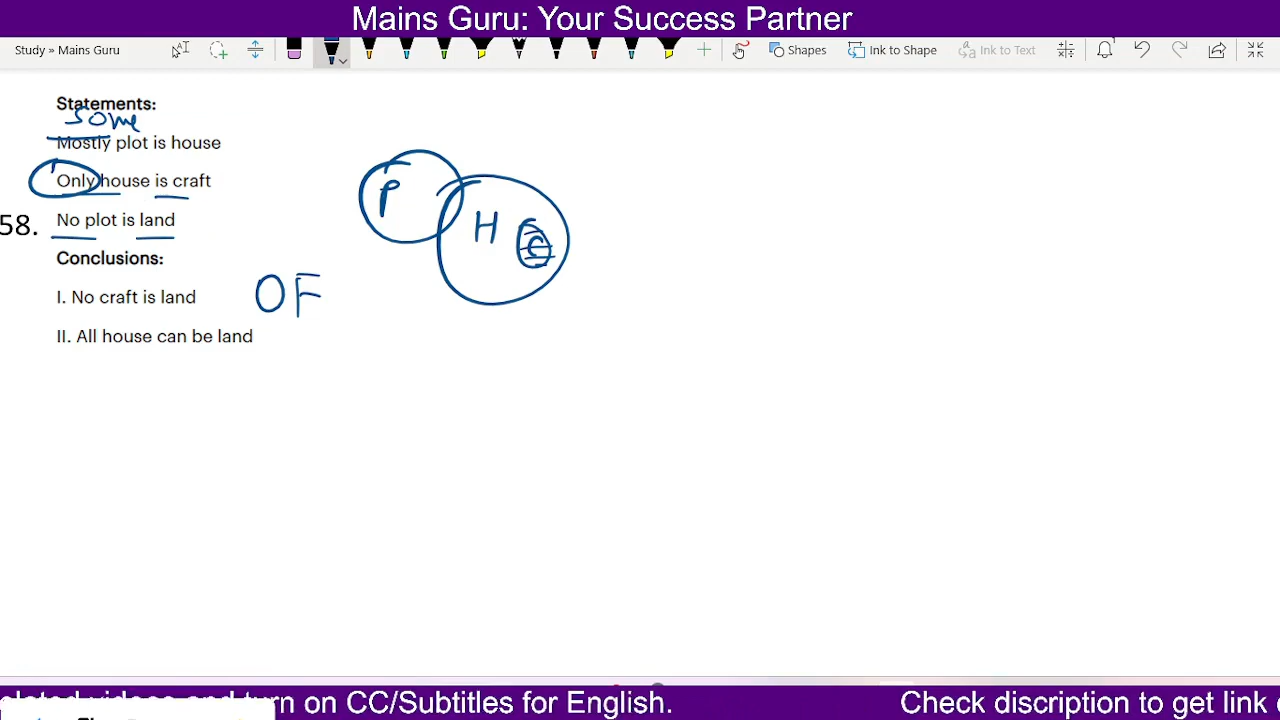 Mains Guru: Your Success Partner
Study » Mains Guru
Shapes
Ink to Shape
Ink to Text
Statements:
some
Mostly plot is house
Only house is craft
58. No plot is land
Conclusions:
I. No craft is land
II. All house can be land
OF
P
H
C
and turn on CC/Subtitles for English.
Check discription to get link